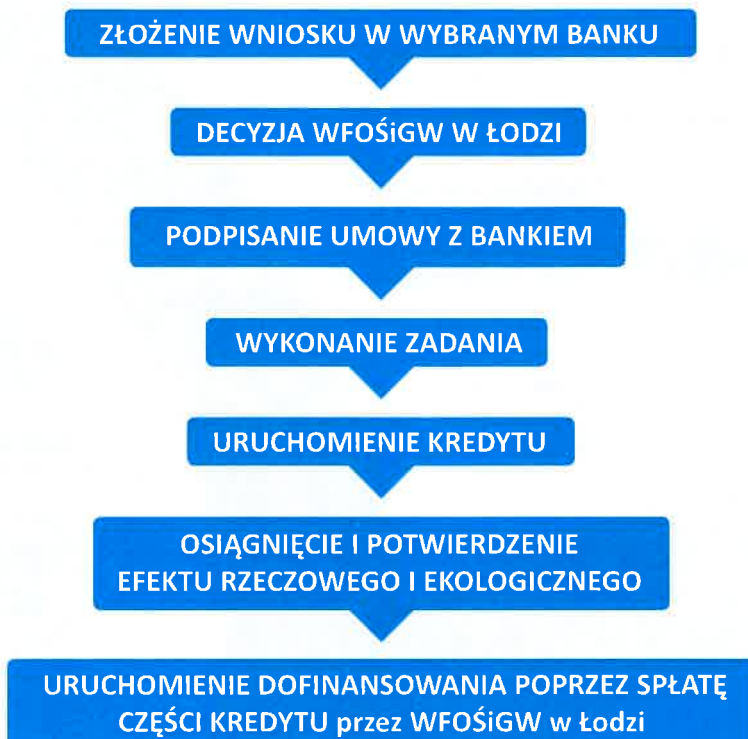 ZŁOŻENIE WNIOSKU W WYBRANYM BANKU
DECYZJA WFOŚiGW W ŁODZI
PODPISANIE UMOWY Z BANKIEM
WYKONANIE ZADANIA
URUCHOMIENIE KREDYTU
OSIĄGNIĘCIE I POTWIERDZENIE
EFEKTU RZECZOWEGO I EKOLOGICZNEGO
URUCHOMIENIE DOFINANSOWANIA POPRZEZ SPŁATĘ
CZĘŚCI KREDYTU przez WFOŚiGW w Łodzi